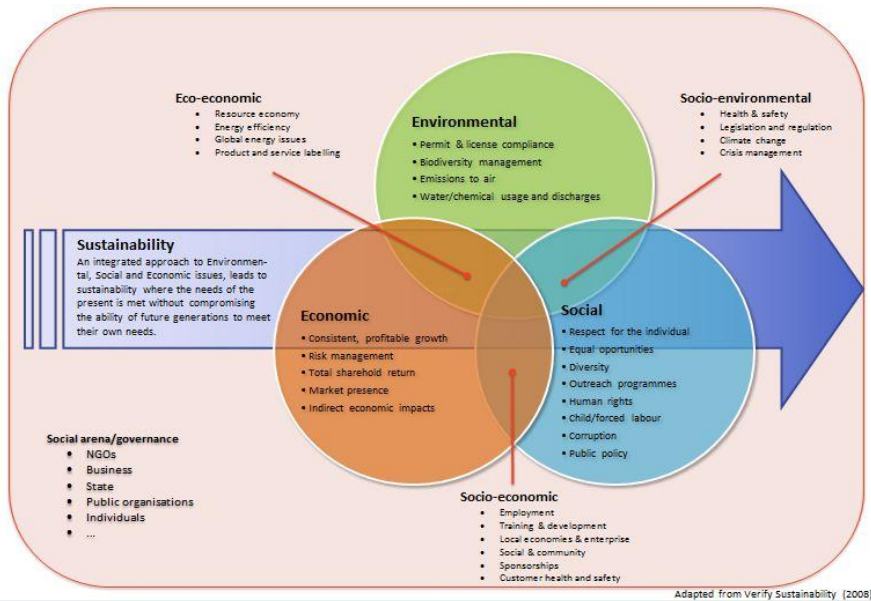 Eco-economic
• Resource economy
• Energy efficiency
• Global energy issues
• Product and service labelling
Environmental
• Permit & license compliance
• Biodiversity management
• Emissions to air
• Water/chemical usage and discharges
Socio-environmental
• Health & safety
• Legislation and regulation
• Climate change
• Crisis management
Sustainability
An integrated approach to Environmen-
tal, Social and Economic issues, leads to
sustainability where the needs of the
present is met without compromising
the ability of future generations to meet
their own needs.
Economic
• Consistent, profitable growth
• Risk management
• Total sharehold return
• Market presence
• Indirect economic impacts
Social
• Respect for the individual
• Equal oportunities
• Diversity
• Outreach programmes
• Human rights
• Child/forced labour
• Corruption
• Public policy
Social arena/governance
• NGOs
• Business
• State
• Public organisations
• Individuals
• ...
Socio-economic
• Employment
• Training & development
• Local economies & enterprise
• Social & community
• Sponsorships
• Customer health and safety
Adapted from Verify Sustainability (2008)